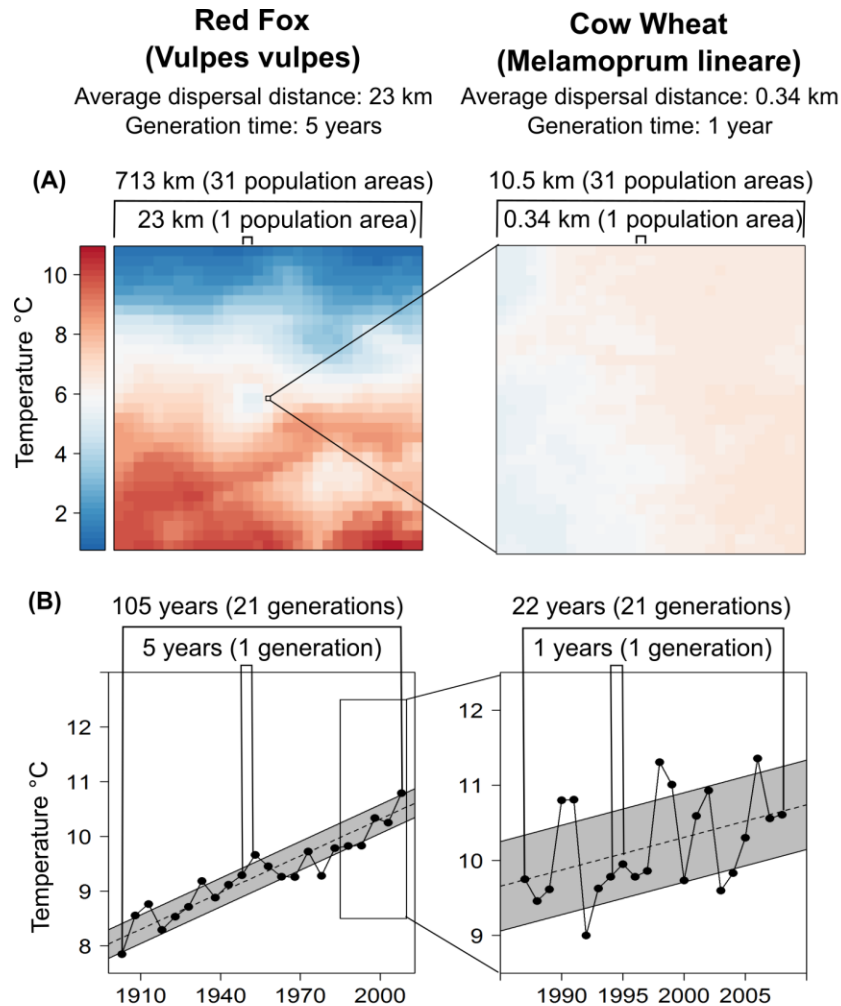 Red Fox
(Vulpes vulpes)
Average dispersal distance: 23 km
Generation time: 5 years
Cow Wheat
(Melamoprum lineare)
Average dispersal distance: 0.34 km
Generation time: 1 year
(A)
713 km (31 population areas)
23 km (1 population area)
10.5 km (31 population areas)
0.34 km (1 population area)
Temperature °C
10
8
6
4
2
(B)
105 years (21 generations)
5 years (1 generation)
22 years (21 generations)
1 years (1 generation)
Temperature °C
12
11
10
9
8
1910 1940 1970 2000
12
11
10
9
1990 1995 2000 2005